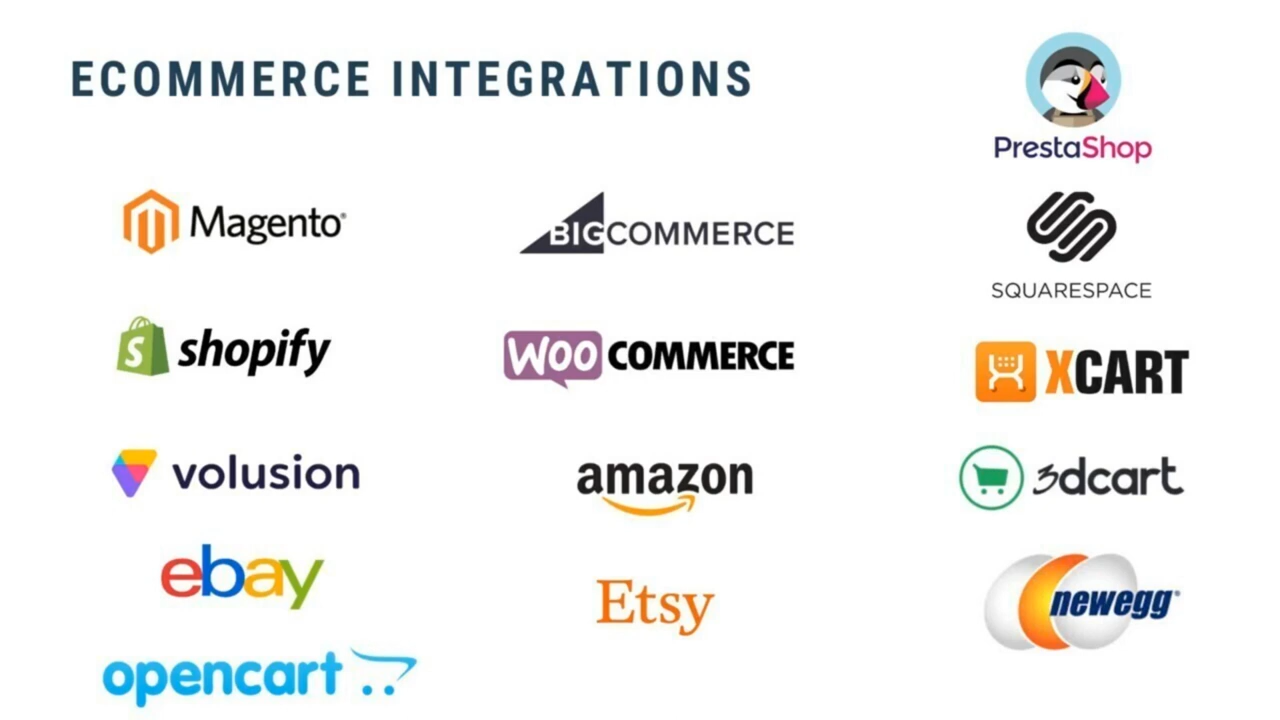 ECOMMERCE INTEGRATIONS
PrestaShop
Magento®
BIGCOMMERCE
SQUARESPACE
S shopify
WOO COMMERCE
XCART
volusion
amazon
3dcart
ebay
Etsy
newegg®
opencart